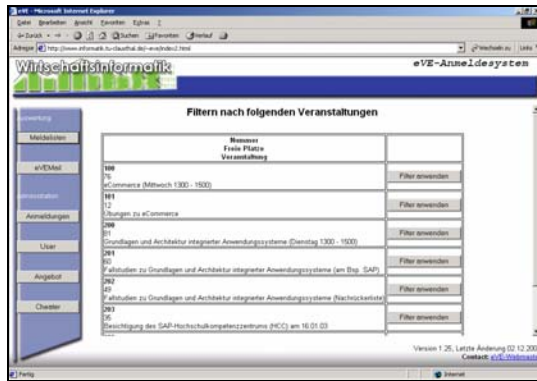 eVE - Microsoft Internet Explorer
Datei Bearbeiten Ansicht Favoriten Extras ?
Zurück Suchen Favoriten Verlauf
Adresse http://www.informatik.tu-clausthal.de/~eve/index2.html Wechseln zu Links
Wirtschaftsinformatik
eVE-Anmeldesystem
Auswertung
Meldelisten
eVEMail
Administration
Anmeldungen
User
Angebot
Filtern nach folgenden Veranstaltungen
Nummer
Freie Plätze
Veranstaltung
100
76
eCommerce (Mittwoch 1300 - 1500)
Filter anwenden
101
12
Übungen zu eCommerce
Filter anwenden
200
81
Grundlagen und Architektur integrierter Anwendungssysteme (Dienstag 1300 - 1500)
Filter anwenden
201
60
Fallstudien zu Grundlagen und Architektur integrierter Anwendungssysteme (am Bsp. SAP)
Filter anwenden
202
49
Fallstudien zu Grundlagen und Architektur integrierter Anwendungssysteme (Nachrückerliste)
Filter anwenden
203
35
Besichtigung des SAP-Hochschulkompetenzzentrums (HCC) am 16.01.03
Filter anwenden
Version 1.25, Letzte Änderung 02.12.200
Contact: eVE-Webmaste
Fertig
Internet